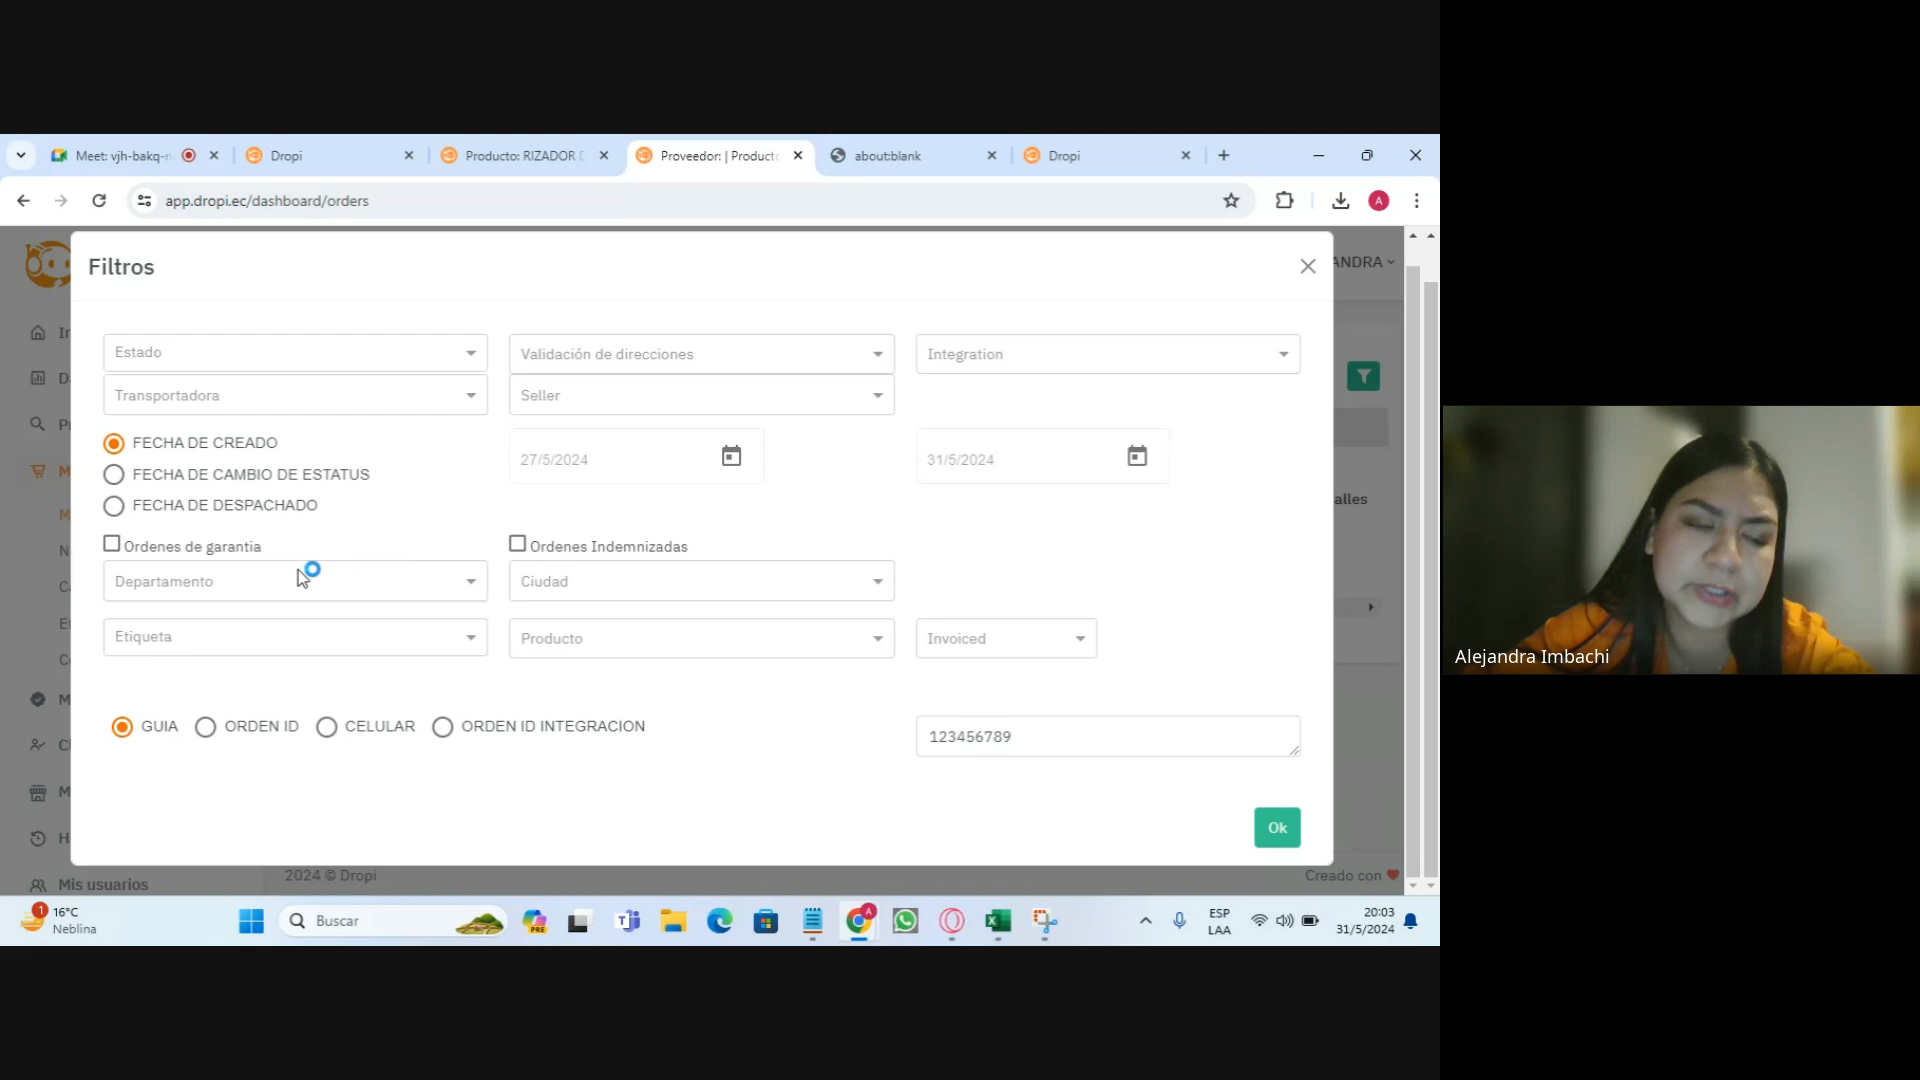 Meet: vjh-bakq-n
Dropi
Producto: RIZADOR D
Proveedor: | Producto
about:blank
Dropi
app.dropi.ec/dashboard/orders
A
ANDRA
Filtros
Estado
Validación de direcciones
Integration
Transportadora
Seller
FECHA DE CREADO
27/5/2024
31/5/2024
FECHA DE CAMBIO DE ESTATUS
FECHA DE DESPACHADO
alles
Ordenes de garantia
Ordenes Indemnizadas
Departamento
Ciudad
Etiqueta
Producto
Invoiced
GUIA
ORDEN ID
CELULAR
ORDEN ID INTEGRACION
123456789
Ok
Mis usuarios
2024 © Dropi
Creado con
1
16°C
Neblina
Buscar
PRE
A
ESP
LAA
20:03
31/5/2024
Alejandra Imbachi